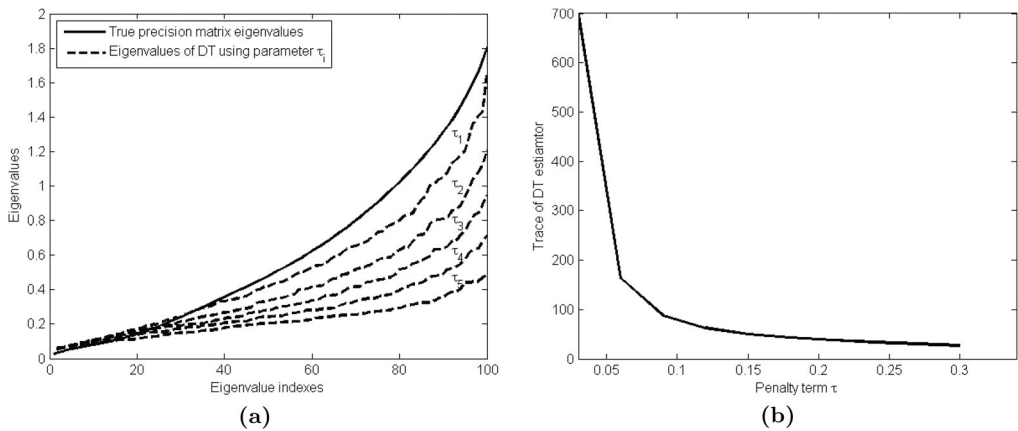 True precision matrix eigenvalues
Eigenvalues of DT using parameter τi
2
1.8
1.6
1.4
1.2
1
0.8
0.6
0.4
0.2
0
Eigenvalues
τ1
τ2
τ3
τ4
τ5
0 20 40 60 80 100
Eigenvalue indexes
(a)
700
600
500
400
300
200
100
0
Trace of DT estiamtor
0.05 0.1 0.15 0.2 0.25 0.3
Penalty term τ
(b)